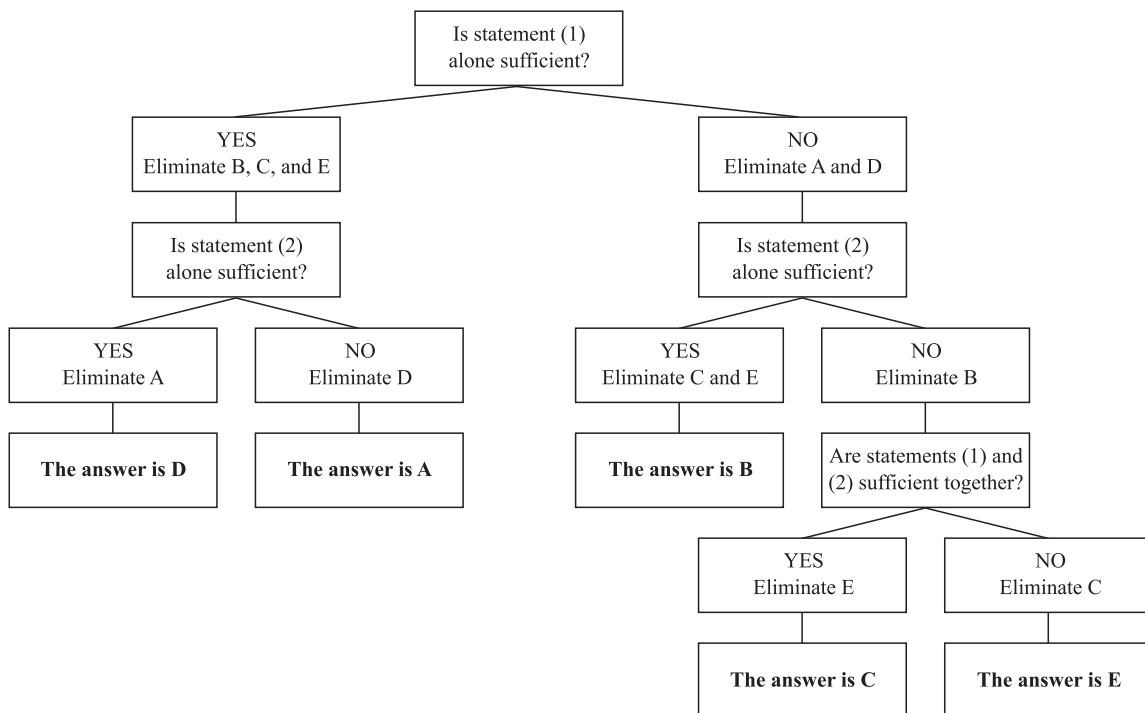 Is statement (1)
alone sufficient?
YES
Eliminate B, C, and E
NO
Eliminate A and D
Is statement (2)
alone sufficient?
Is statement (2)
alone sufficient?
YES
Eliminate A
NO
Eliminate D
YES
Eliminate C and E
NO
Eliminate B
The answer is D
The answer is A
The answer is B
Are statements (1) and
(2) sufficient together?
YES
Eliminate E
NO
Eliminate C
The answer is C
The answer is E